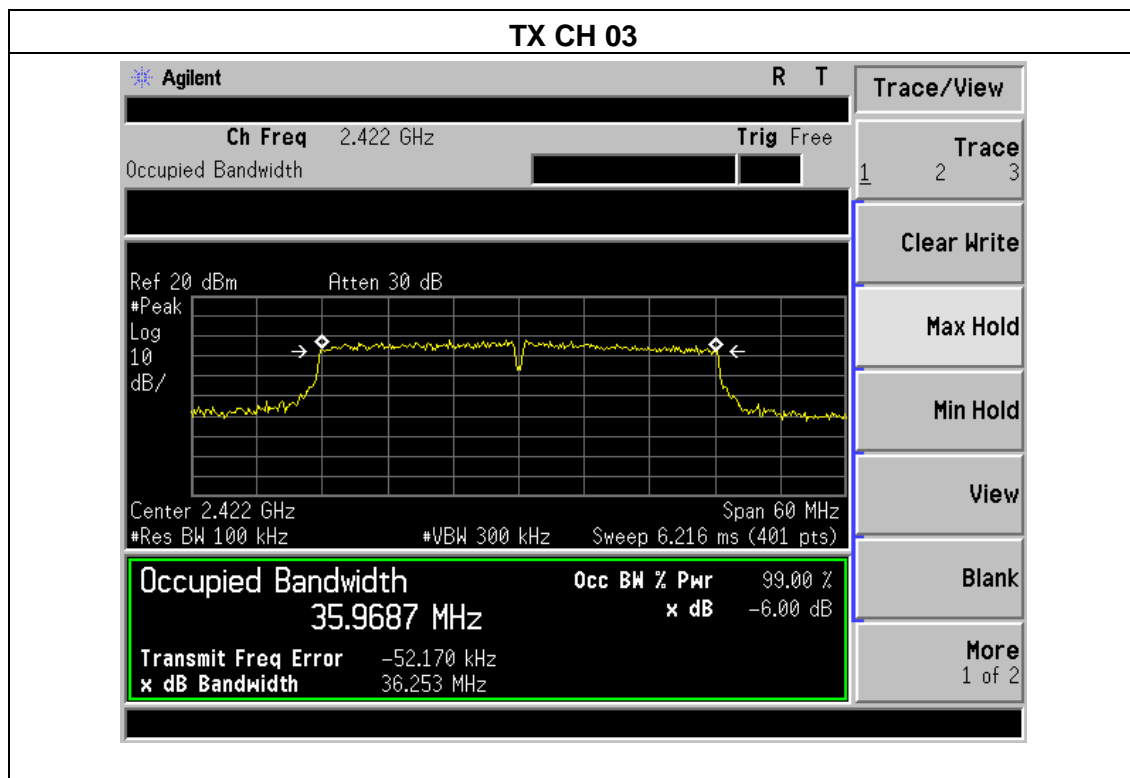 TX CH 03
Agilent R T
Ch Freq 2.422 GHz Trig Free
Occupied Bandwidth
Ref 20 dBm Atten 30 dB
#Peak
Log
10
dB/
Center 2.422 GHz Span 60 MHz
#Res BW 100 kHz #VBW 300 kHz Sweep 6.216 ms (401 pts)
Occupied Bandwidth Occ BW % Pwr 99.00 %
35.9687 MHz x dB -6.00 dB
Transmit Freq Error -52.170 kHz
x dB Bandwidth 36.253 MHz
Trace/View
Trace
1 2 3
Clear Write
Max Hold
Min Hold
View
Blank
More
1 of 2